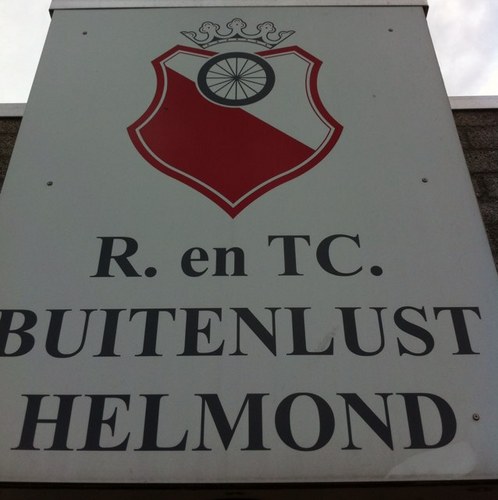 R. en TC.
BUITENLUST
HELMOND